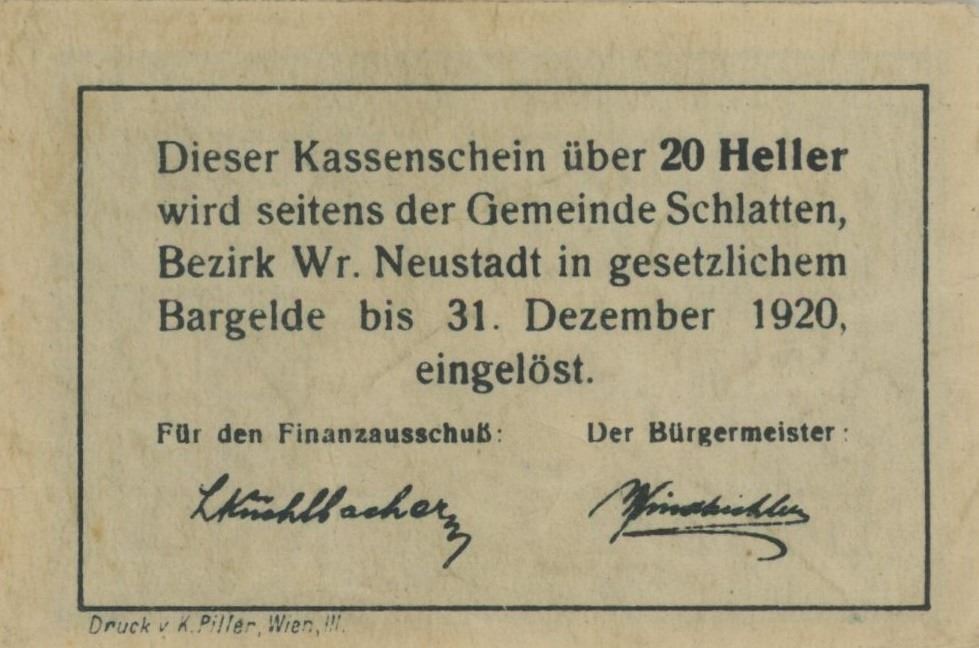 Dieser Kassenschein über 20 Heller
wird seitens der Gemeinde Schlatten,
Bezirk Wr. Neustadt in gesetzlichem
Bargelde bis 31. Dezember 1920,
eingelöst.
Für den Finanzausschuß: Der Bürgermeister:
Druck v. K. Piller, Wien, III.